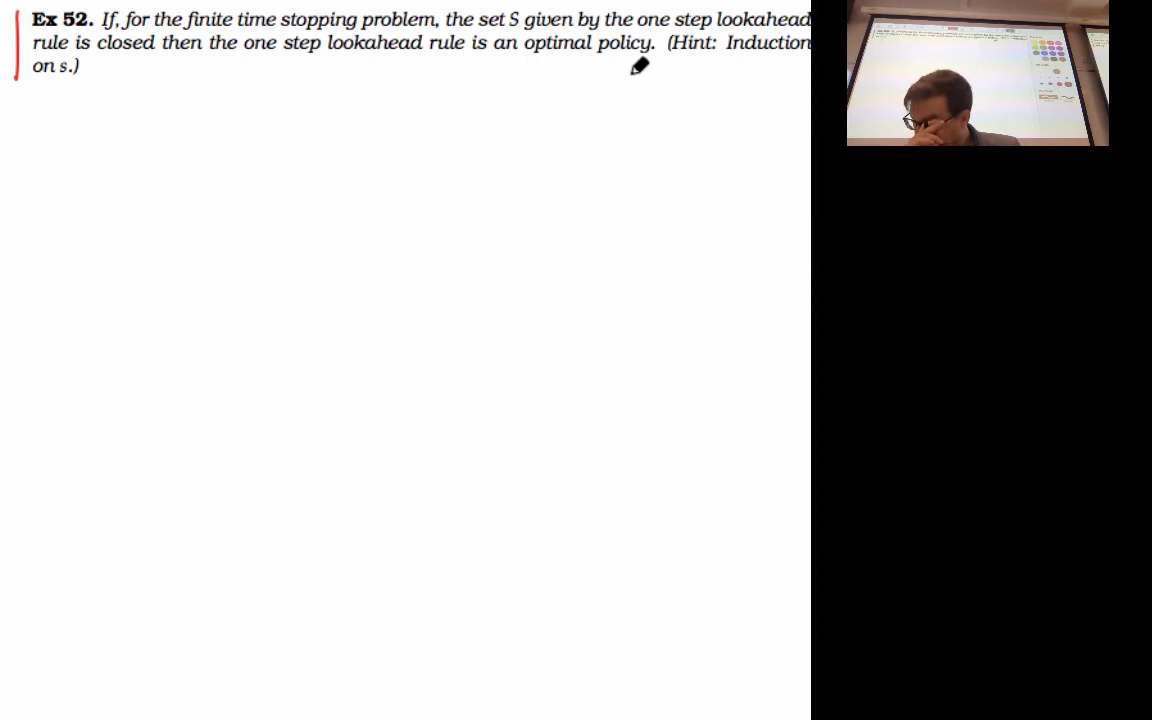 Ex 52. If, for the finite time stopping problem, the set S given by the one step lookahead
rule is closed then the one step lookahead rule is an optimal policy. (Hint: Induction
on s.)